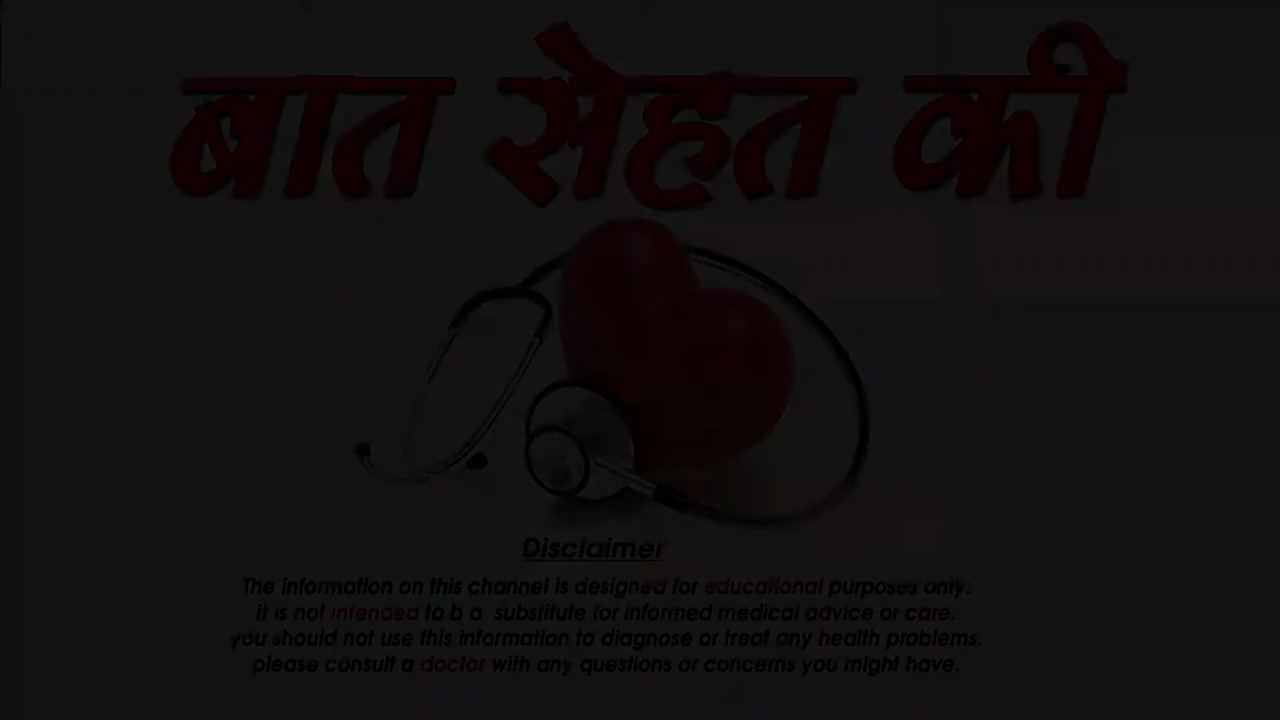 बात सेहत की
Disclaimer
The information on this channel is designed for educational purposes only.
it is not intended to b a substitute for informed medical advice or care.
you should not use this information to diagnose or treat any health problems.
please consult a doctor with any questions or concerns you might have.